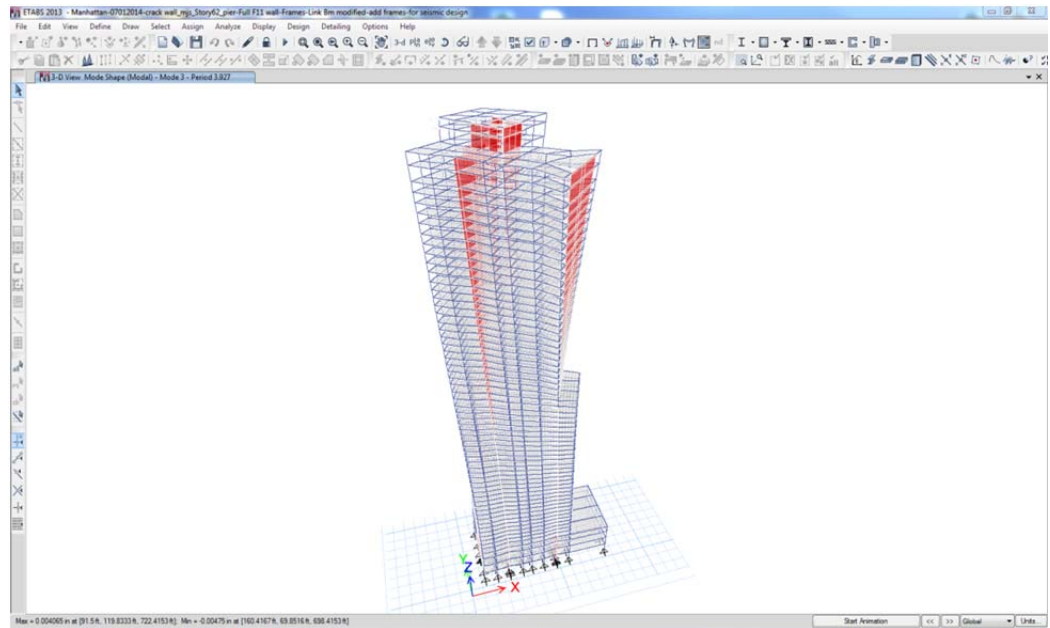 ETABS 2013 - Manhattan-07012014-crack wall_mjs_Story62_pier-Full F11 wall-Frames-Link Bm modified-add frames-for seismic design
File Edit View Define Draw Select Assign Analyze Display Design Detailing Options Help
3-D View Mode Shape (Modal) - Mode 3 - Period 3.927
Y
Z
X
Max = 0.004065 in at [91.5 ft, 119.8333 ft, 722.4153 ft]; Min = -0.00475 in at [160.4167 ft, 69.8516 ft, 698.4153 ft] Start Animation << >> Global Units...